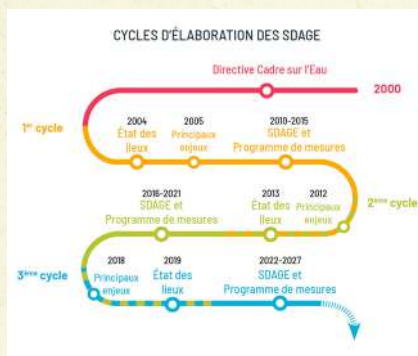 CYCLES D'ÉLABORATION DES SDAGE
Directive Cadre sur l'Eau
2000
1er cycle
2004
État des
lieux
2005
Principaux
enjeux
2010-2015
SDAGE et
Programme de mesures
2016-2021
SDAGE et
Programme de mesures
2013
État des
lieux
2012
Principaux
enjeux
2ème cycle
3ème cycle
2018
Principaux
enjeux
2019
État des
lieux
2022-2027
SDAGE et
Programme de mesures